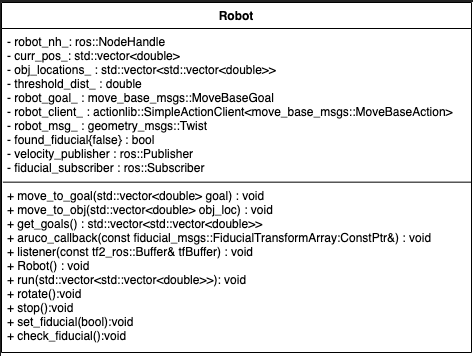 Robot
- robot_nh_: ros::NodeHandle
- curr_pos_: std::vector<double>
- obj_locations_ : std::vector<std::vector<double>>
- threshold_dist_ : double
- robot_goal_ : move_base_msgs::MoveBaseGoal
- robot_client_ : actionlib::SimpleActionClient<move_base_msgs::MoveBaseAction>
- robot_msg_ : geometry_msgs::Twist
- found_fiducial{false} : bool
- velocity_publisher : ros::Publisher
- fiducial_subscriber : ros::Subscriber
+ move_to_goal(std::vector<double> goal) : void
+ move_to_obj(std::vector<double> obj_loc) : void
+ get_goals() : std::vector<std::vector<double>>
+ aruco_callback(const fiducial_msgs::FiducialTransformArray:ConstPtr&) : void
+ listener(const tf2_ros::Buffer& tfBuffer) : void
+ Robot() : void
+ run(std::vector<std::vector<double>>): void
+ rotate():void
+ stop():void
+ set_fiducial(bool):void
+ check_fiducial():void